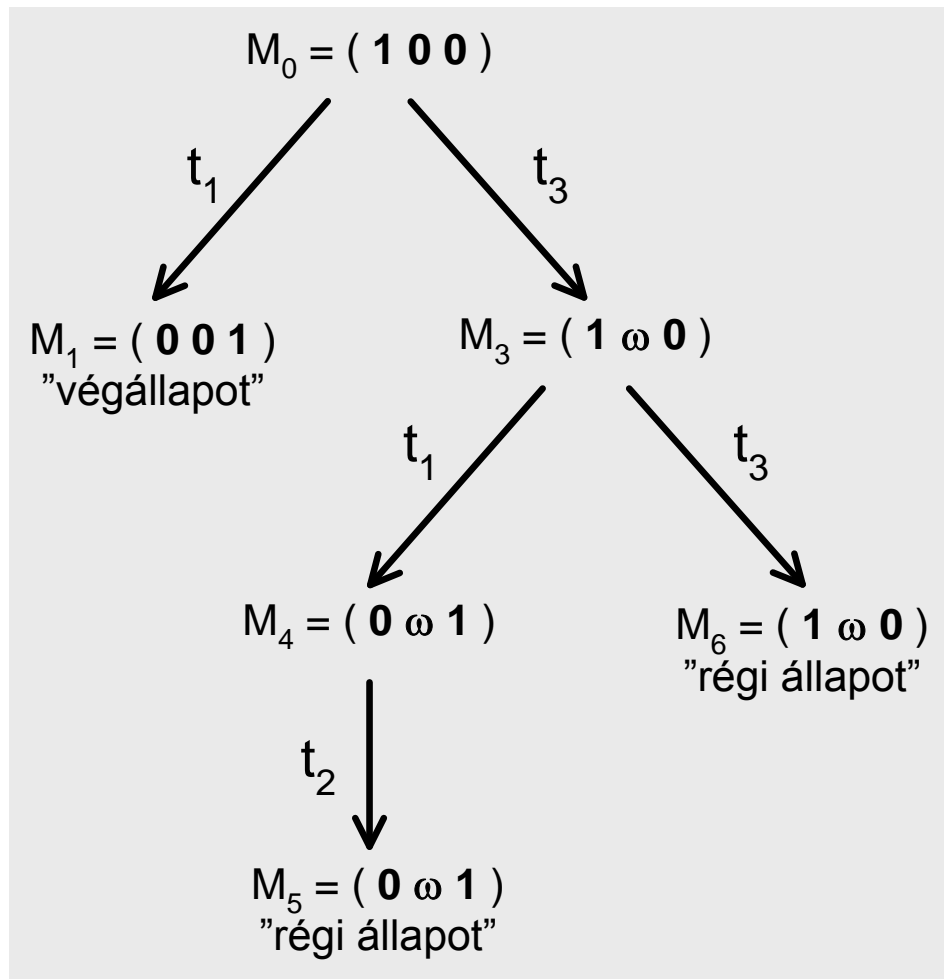 M₀ = ( 1 0 0 )
t₁
t₃
M₁ = ( 0 0 1 )
”végállapot”
M₃ = ( 1 ω 0 )
t₁
t₃
M₄ = ( 0 ω 1 )
M₆ = ( 1 ω 0 )
”régi állapot”
t₂
M₅ = ( 0 ω 1 )
”régi állapot”